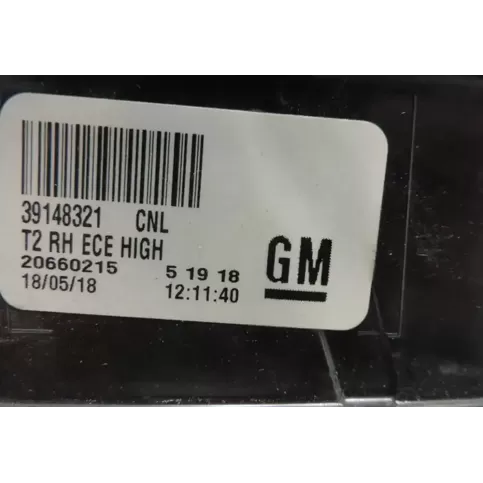 39148321 CNL
T2 RH ECE HIGH
20660215 5 19 18
18/05/18 12:11:40
GM